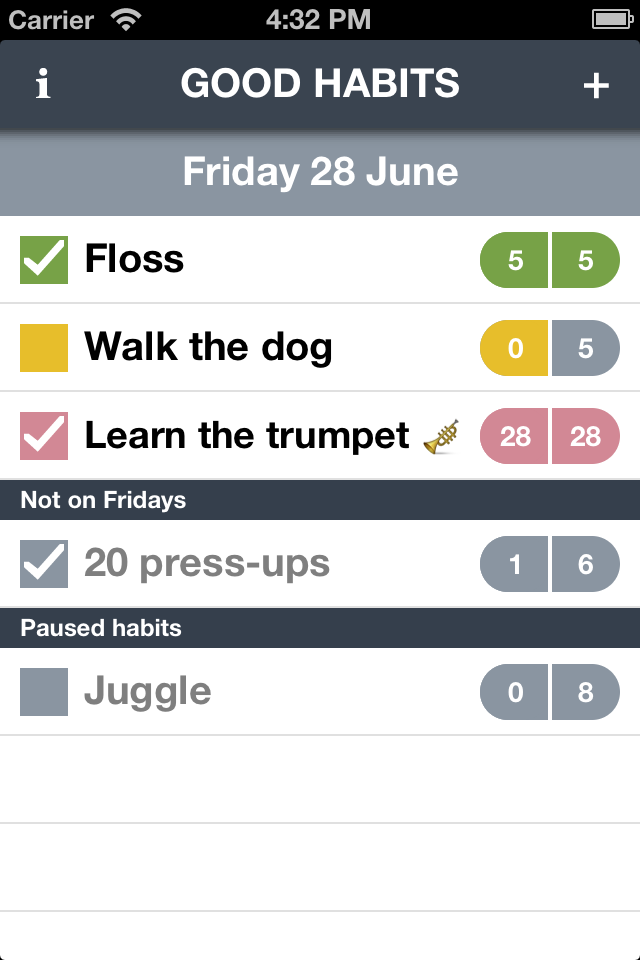 Carrier 4:32 PM
i GOOD HABITS +
Friday 28 June
Floss 5 5
Walk the dog 0 5
Learn the trumpet 🎺 28 28
Not on Fridays
20 press-ups 1 6
Paused habits
Juggle 0 8